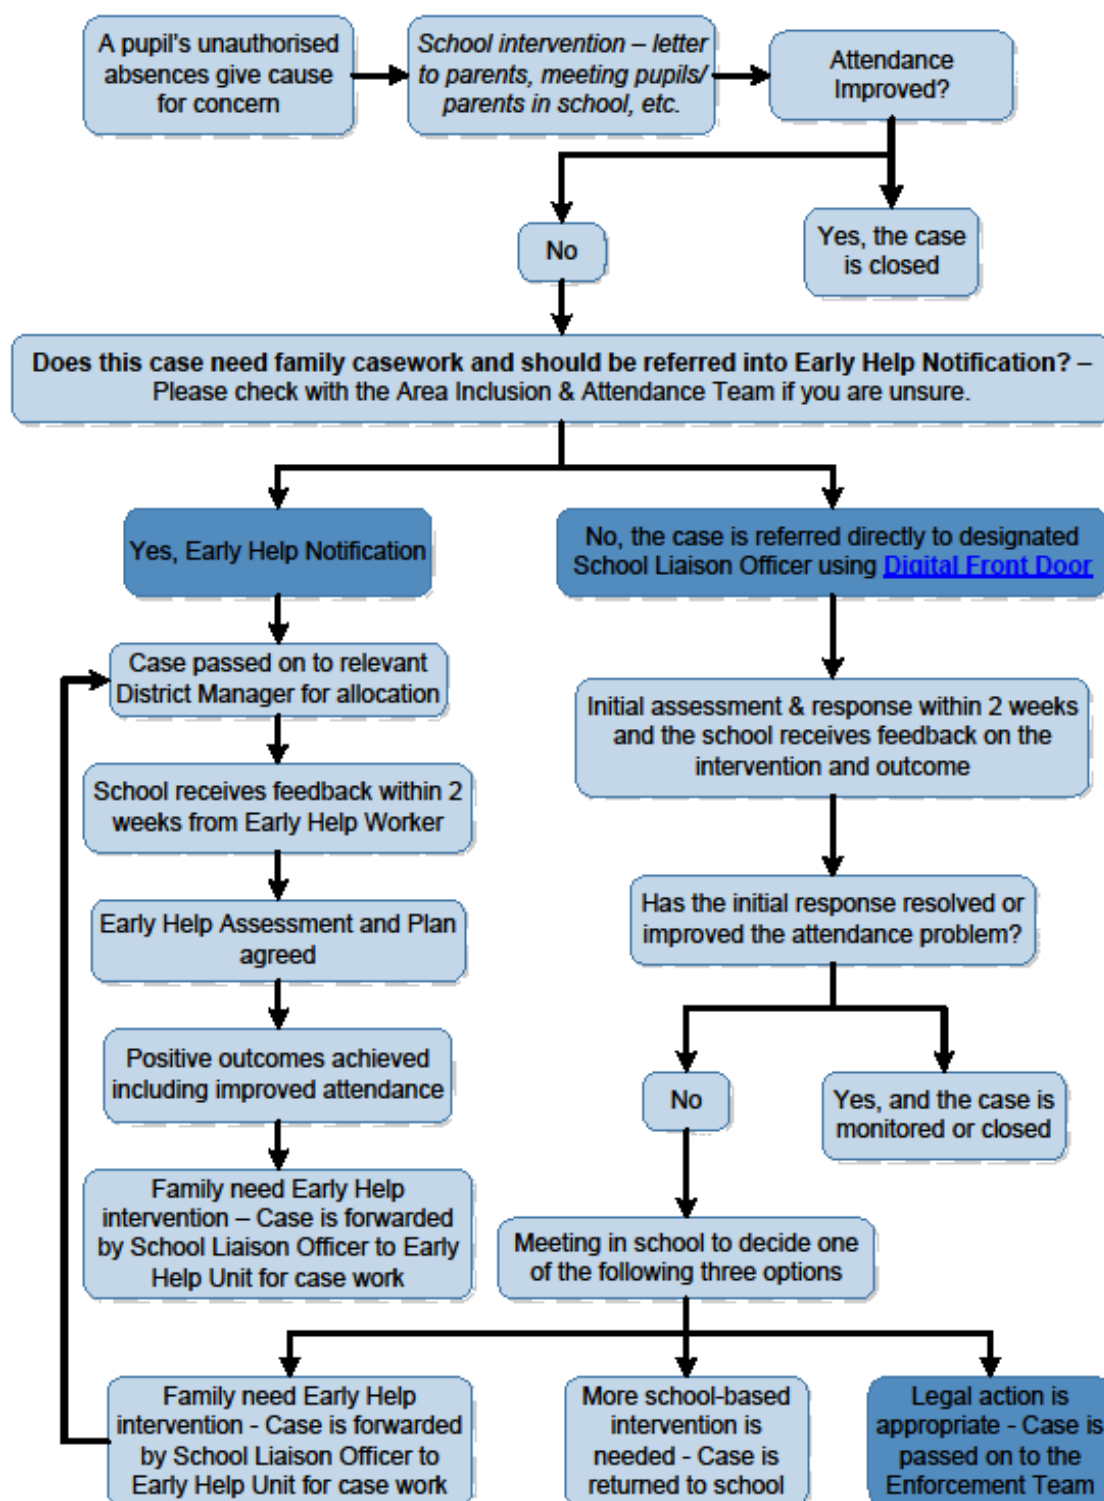 A pupil's unauthorised
absences give cause
for concern
School intervention – letter
to parents, meeting pupils/
parents in school, etc.
Attendance
Improved?
No
Yes, the case
is closed
Does this case need family casework and should be referred into Early Help Notification? –
Please check with the Area Inclusion & Attendance Team if you are unsure.
Yes, Early Help Notification
No, the case is referred directly to designated
School Liaison Officer using Digital Front Door
Case passed on to relevant
District Manager for allocation
School receives feedback within 2
weeks from Early Help Worker
Early Help Assessment and Plan
agreed
Positive outcomes achieved
including improved attendance
Family need Early Help
intervention – Case is forwarded
by School Liaison Officer to Early
Help Unit for case work
Initial assessment & response within 2 weeks
and the school receives feedback on the
intervention and outcome
Has the initial response resolved or
improved the attendance problem?
No
Yes, and the case is
monitored or closed
Meeting in school to decide one
of the following three options
Family need Early Help
intervention - Case is forwarded
by School Liaison Officer to
Early Help Unit for case work
More school-based
intervention is
needed - Case is
returned to school
Legal action is
appropriate - Case is
passed on to the
Enforcement Team